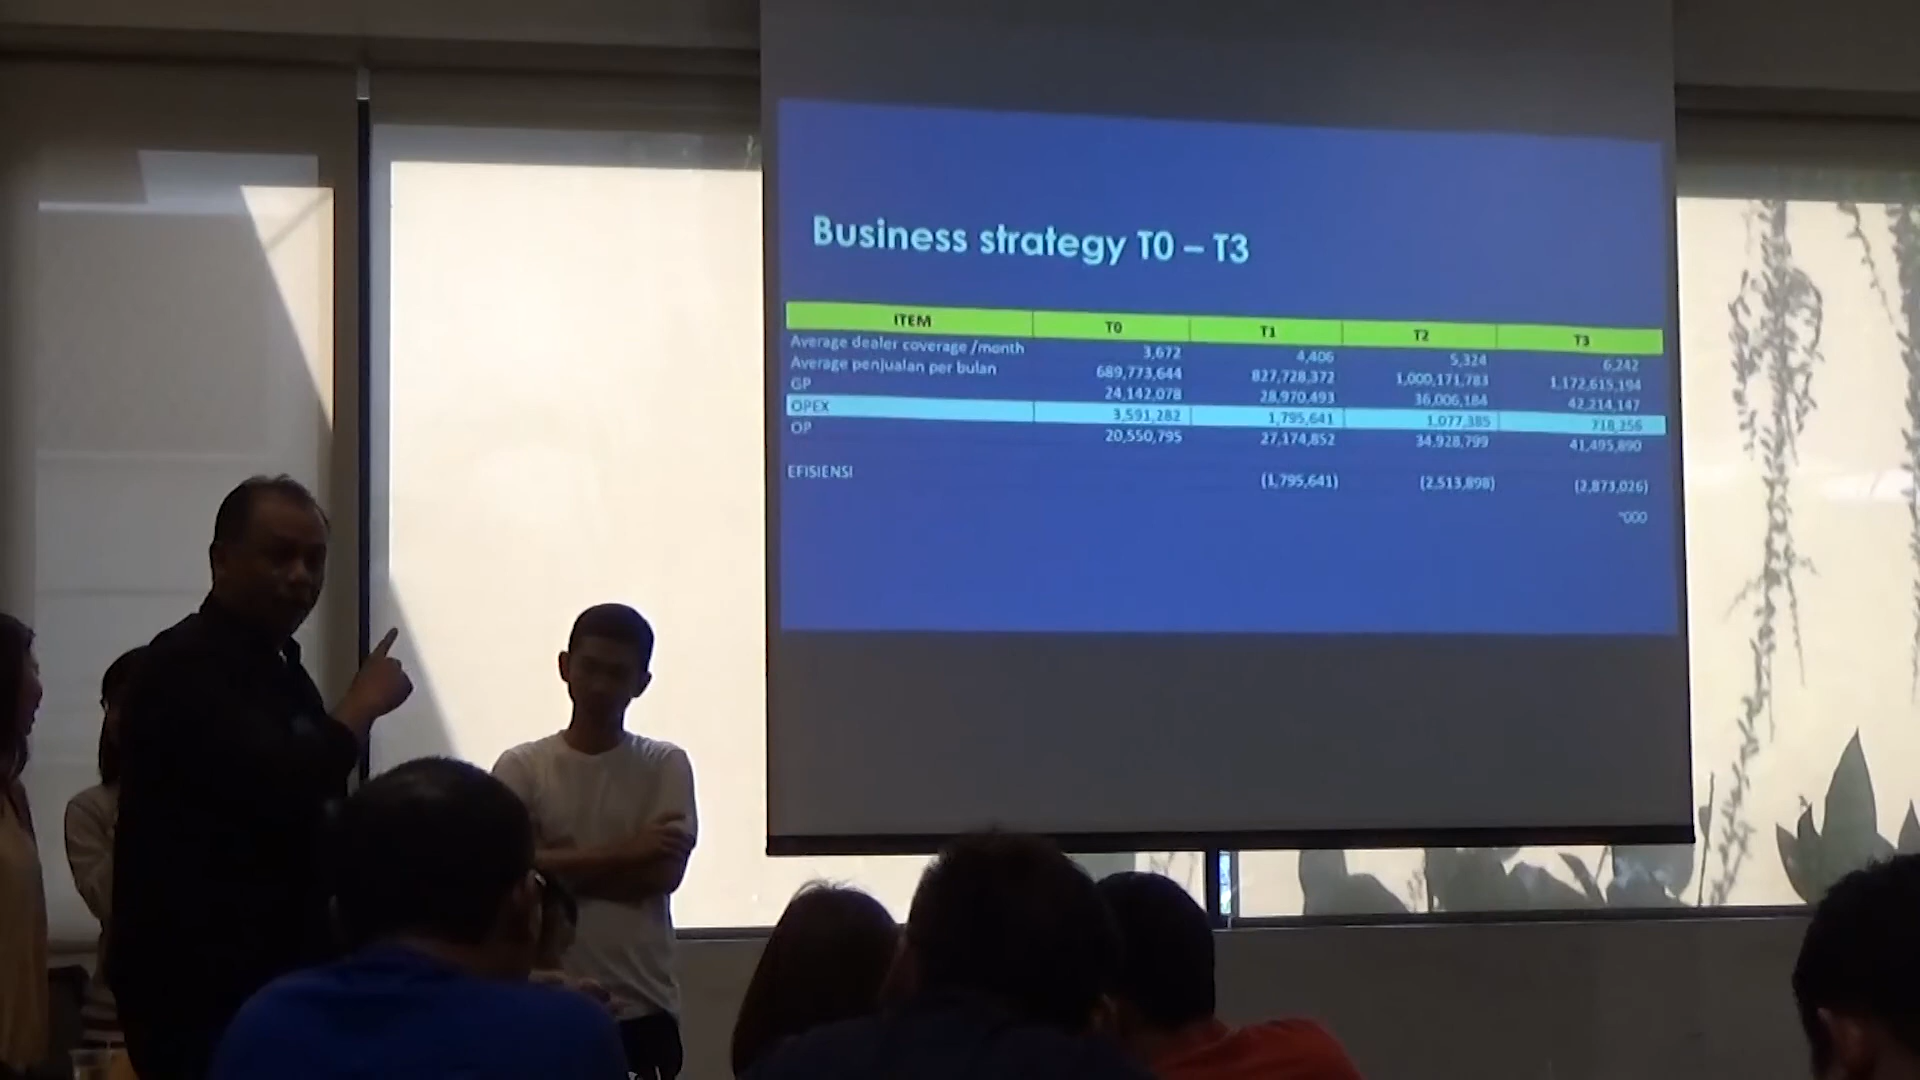 Business strategy T0 – T3
ITEM T0 T1 T2 T3
Average dealer coverage /month 3,672 4,406 5,324 6,242
Average penjualan per bulan 689,773,644 827,728,372 1,000,171,783 1,172,615,194
GP 24,142,078 28,970,493 36,006,184 42,214,147
OPEX 3,591,282 1,795,641 1,077,385 718,256
OP 20,550,795 27,174,852 34,928,799 41,495,890
EFISIENSI (1,795,641) (2,513,898) (2,873,026)
*000